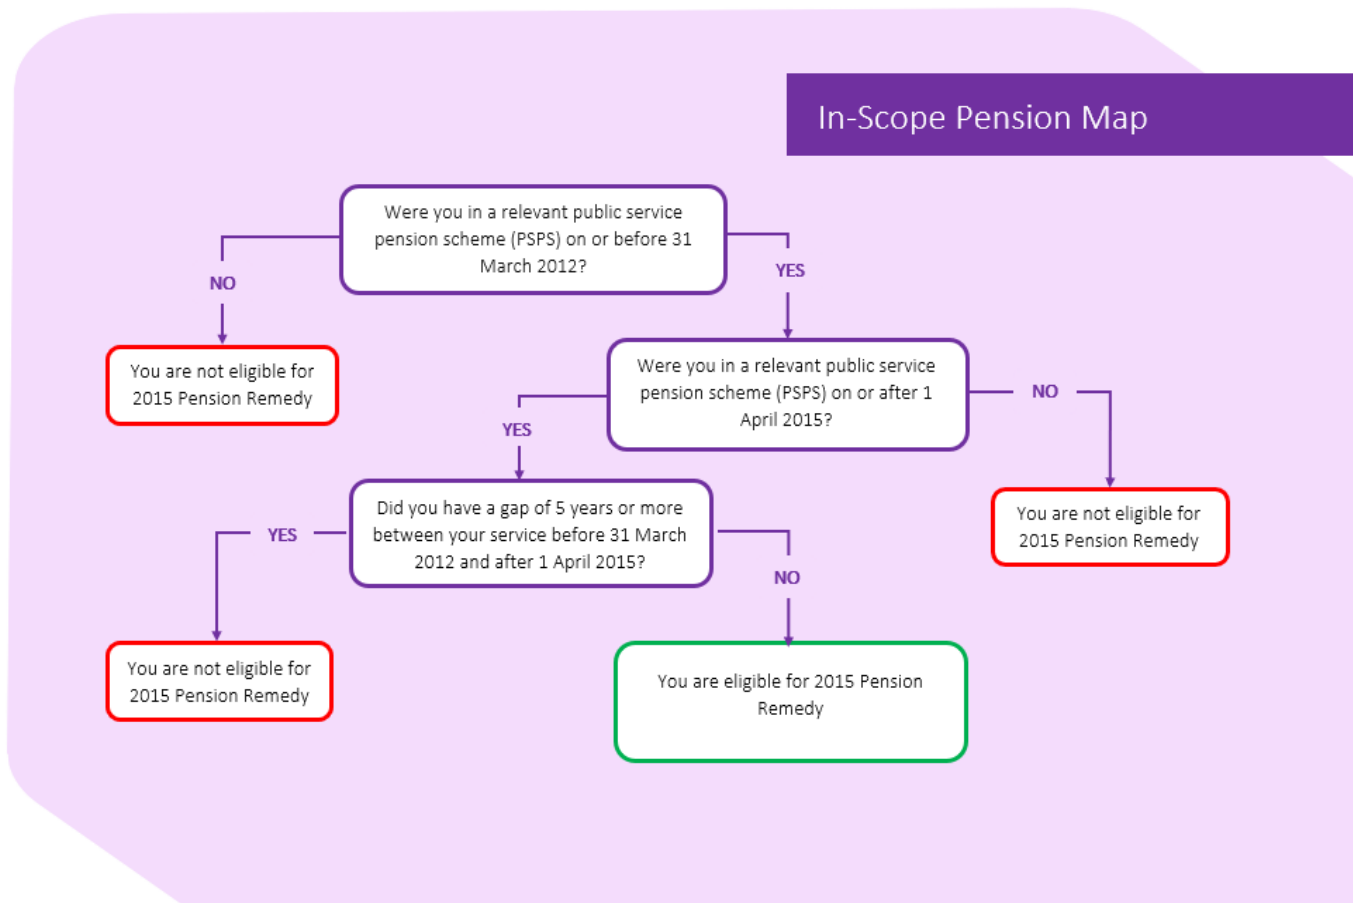 In-Scope Pension Map
Were you in a relevant public service
pension scheme (PSPS) on or before 31
March 2012?
NO
YES
You are not eligible for
2015 Pension Remedy
Were you in a relevant public service
pension scheme (PSPS) on or after 1
April 2015?
YES
NO
Did you have a gap of 5 years or more
between your service before 31 March
2012 and after 1 April 2015?
You are not eligible for
2015 Pension Remedy
YES
NO
You are not eligible for
2015 Pension Remedy
You are eligible for 2015 Pension
Remedy